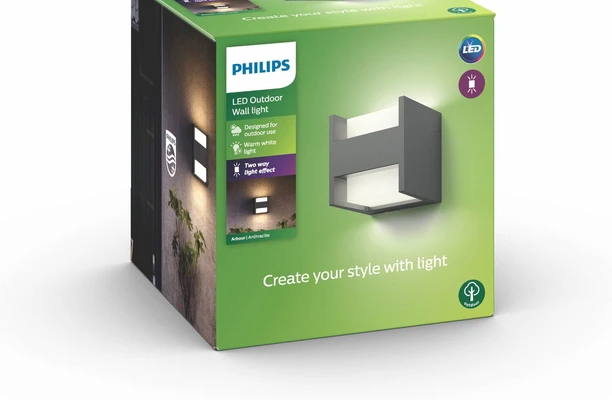 Create your style with light
PHILIPS
LED
LED Outdoor
Wall light
Designed for
outdoor use
Warm white
light
Two way
light effect
Arbour | Anthracite
Create your style with light
PHILIPS